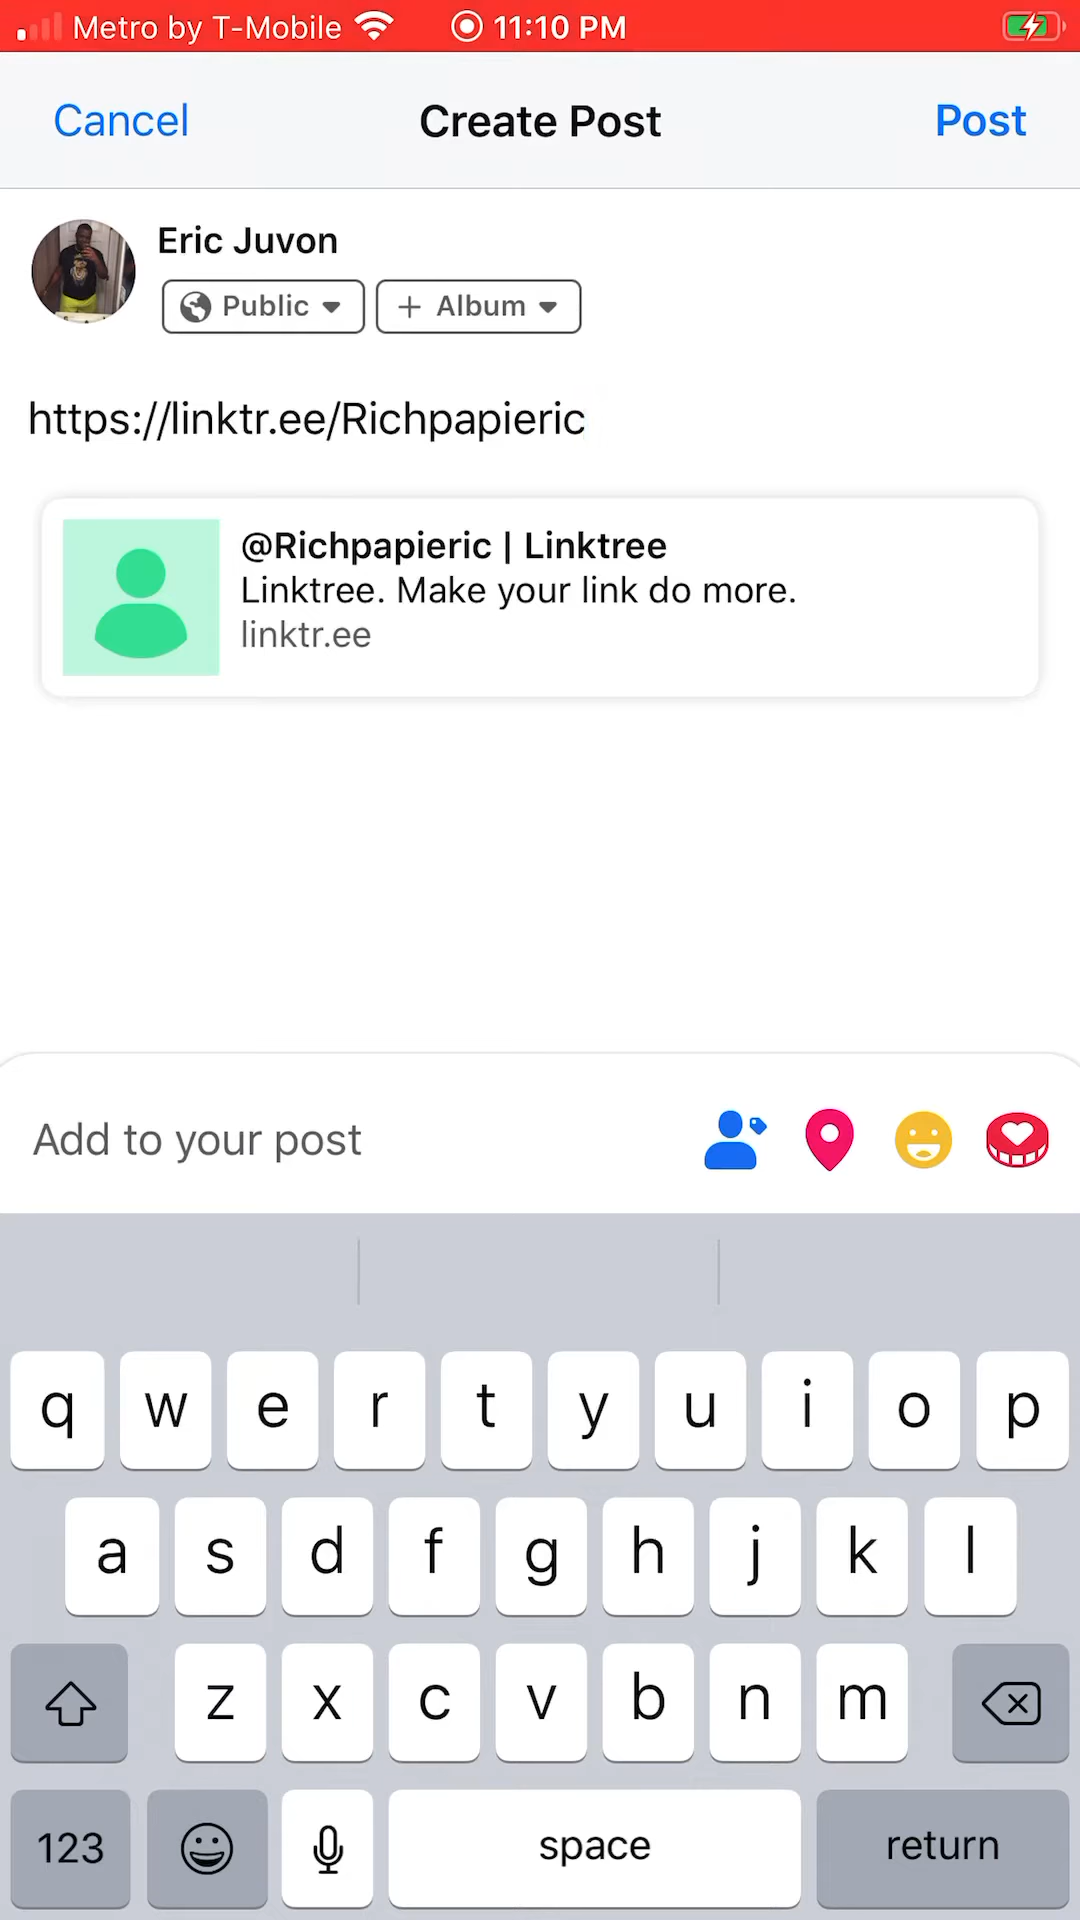 Metro by T-Mobile 11:10 PM
Cancel Create Post Post
Eric Juvon
Public + Album
https://linktr.ee/Richpapieric
@Richpapieric | Linktree
Linktree. Make your link do more.
linktr.ee
Add to your post
q w e r t y u i o p
a s d f g h j k l
z x c v b n m
123 space return